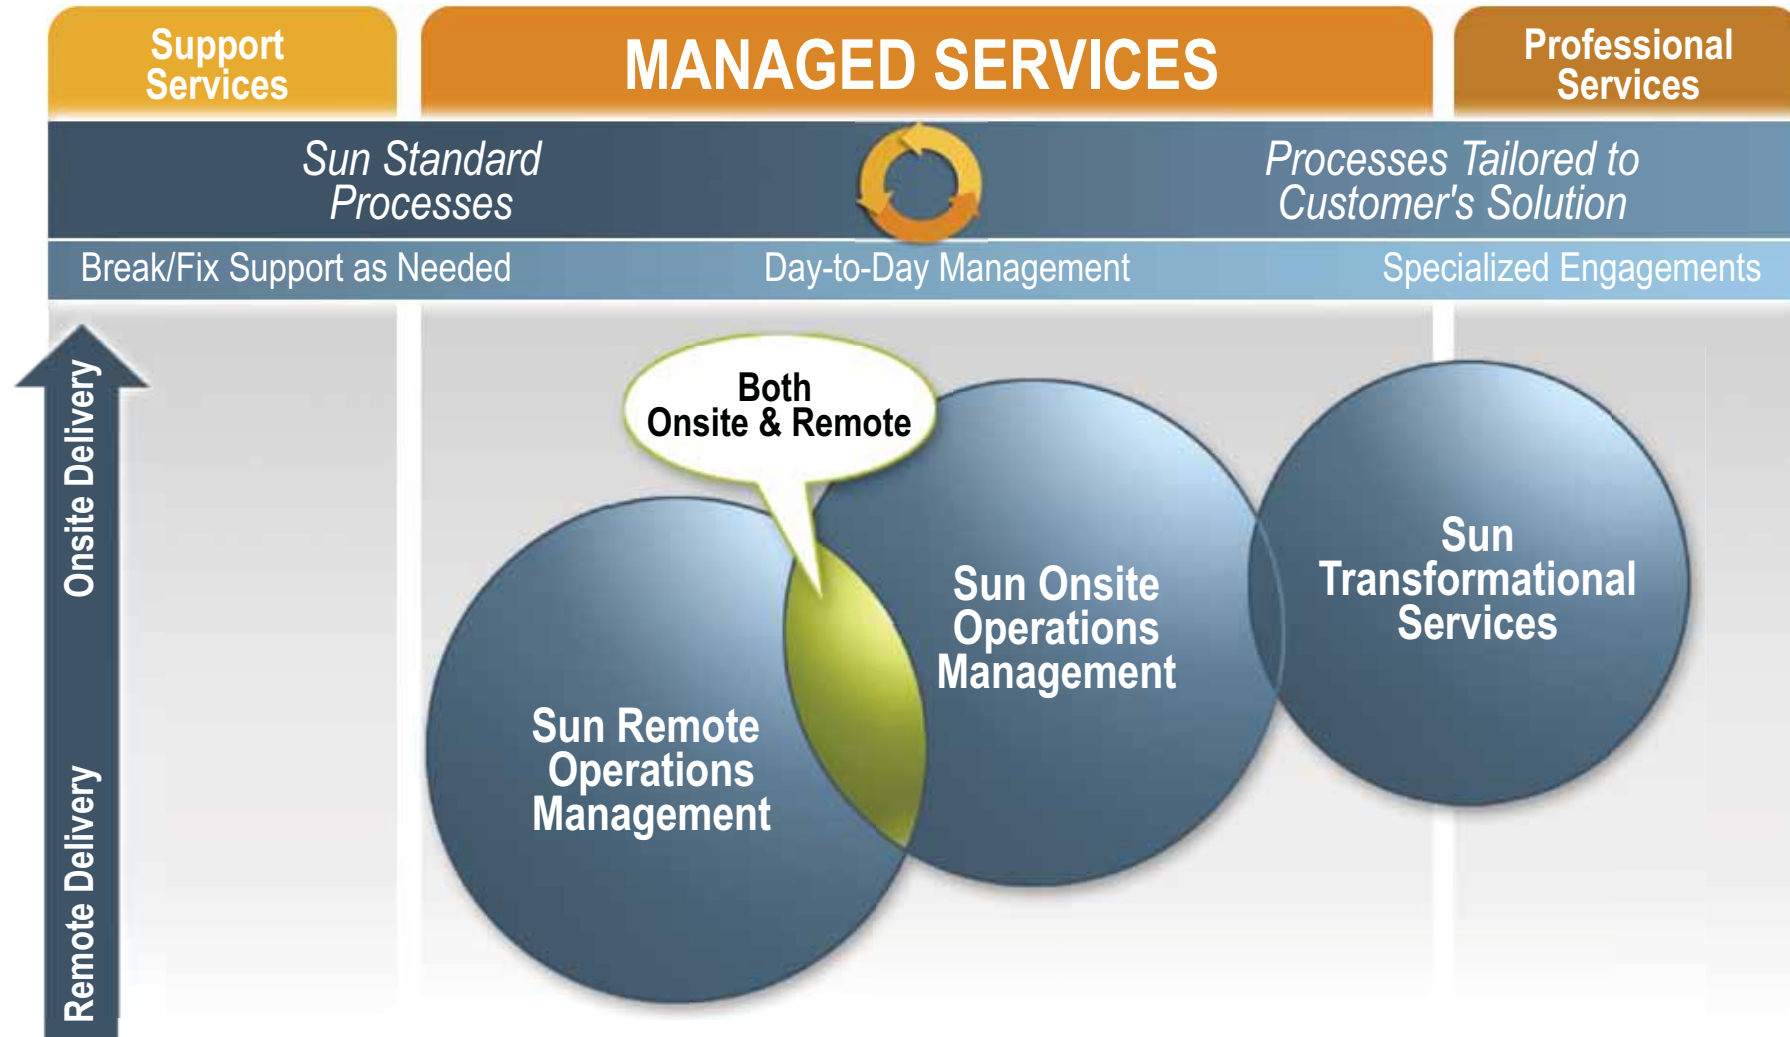 Support
Services
MANAGED SERVICES
Professional
Services
Sun Standard
Processes
Processes Tailored to
Customer's Solution
Break/Fix Support as Needed
Day-to-Day Management
Specialized Engagements
Onsite Delivery
Remote Delivery
Both
Onsite & Remote
Sun Remote
Operations
Management
Sun Onsite
Operations
Management
Sun
Transformational
Services